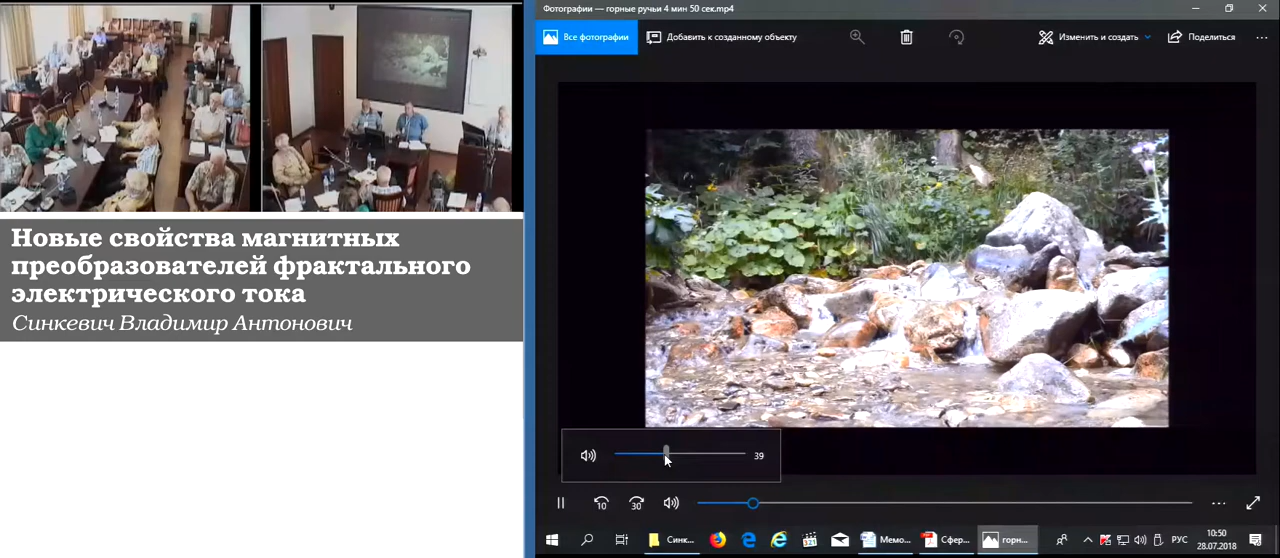 Новые свойства магнитных
преобразователей фрактального
электрического тока
Синкевич Владимир Антонович
Фотографии — горные ручьи 4 мин 50 сек.mp4
Все фотографии
Добавить к созданному объекту
Изменить и создать
Поделиться
39
10
30
Синк...
321
Мемо...
Сфер...
горн...
РУС
10:50
28.07.2018